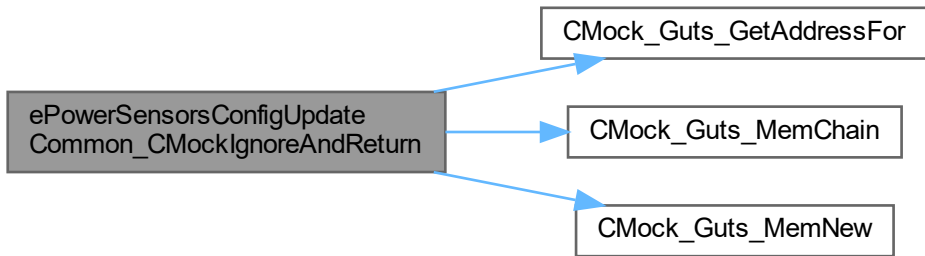 ePowerSensorsConfigUpdate
Common_CMockIgnoreAndReturn
CMock_Guts_GetAddressFor
CMock_Guts_MemChain
CMock_Guts_MemNew